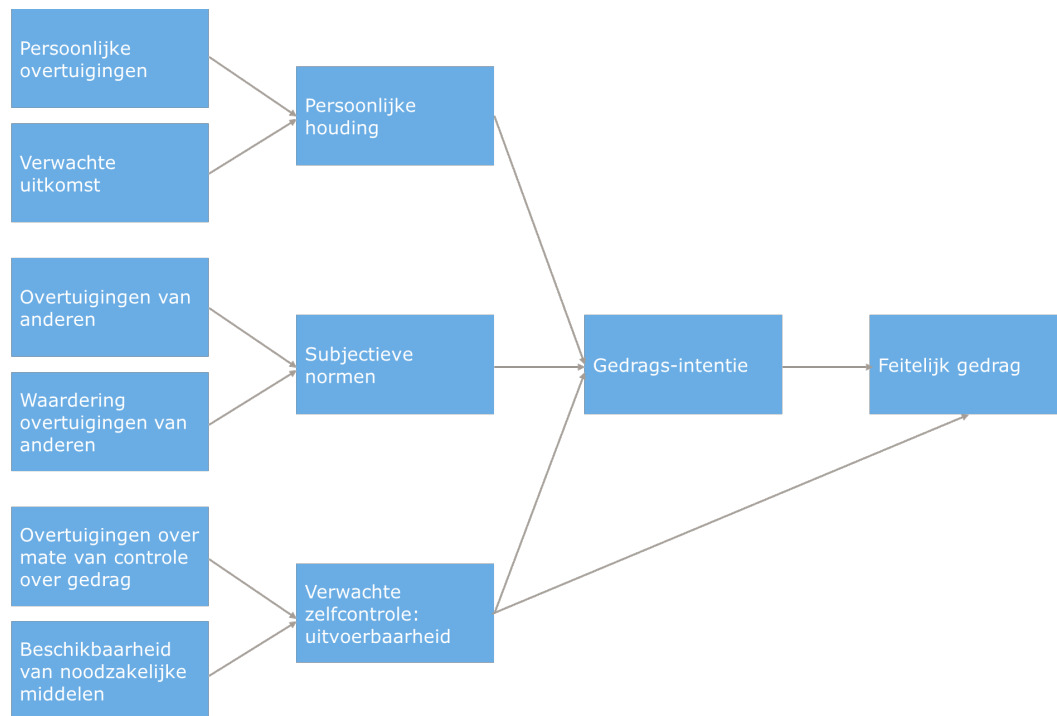 Persoonlijke
overtuigingen
Verwachte
uitkomst
Persoonlijke
houding
Overtuigingen van
anderen
Waardering
overtuigingen van
anderen
Subjectieve
normen
Gedrags-intentie
Feitelijk gedrag
Overtuigingen over
mate van controle
over gedrag
Beschikbaarheid
van noodzakelijke
middelen
Verwachte
zelfcontrole:
uitvoerbaarheid